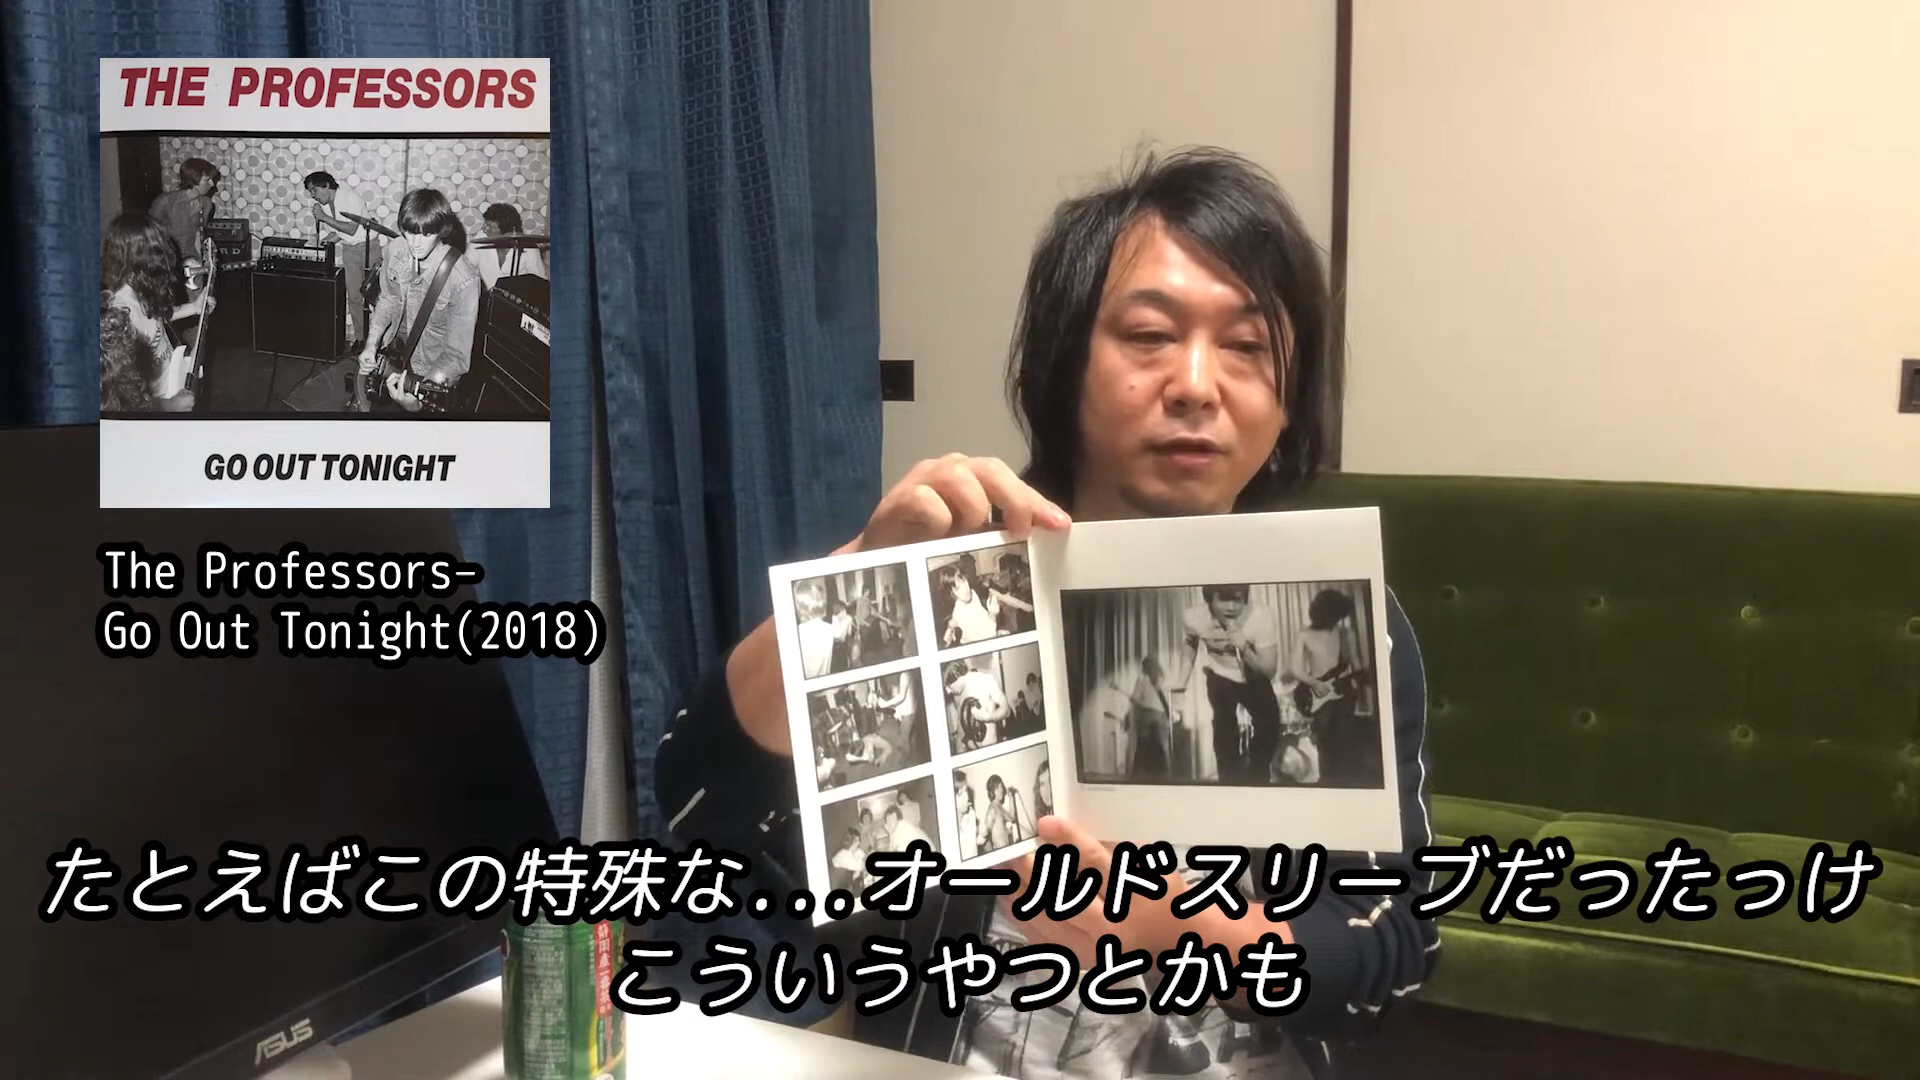 THE PROFESSORS
GO OUT TONIGHT
The Professors–
Go Out Tonight(2018)
たとえばこの特殊な...オールドスリーブだったっけ
こういうやつとかも
ASUS